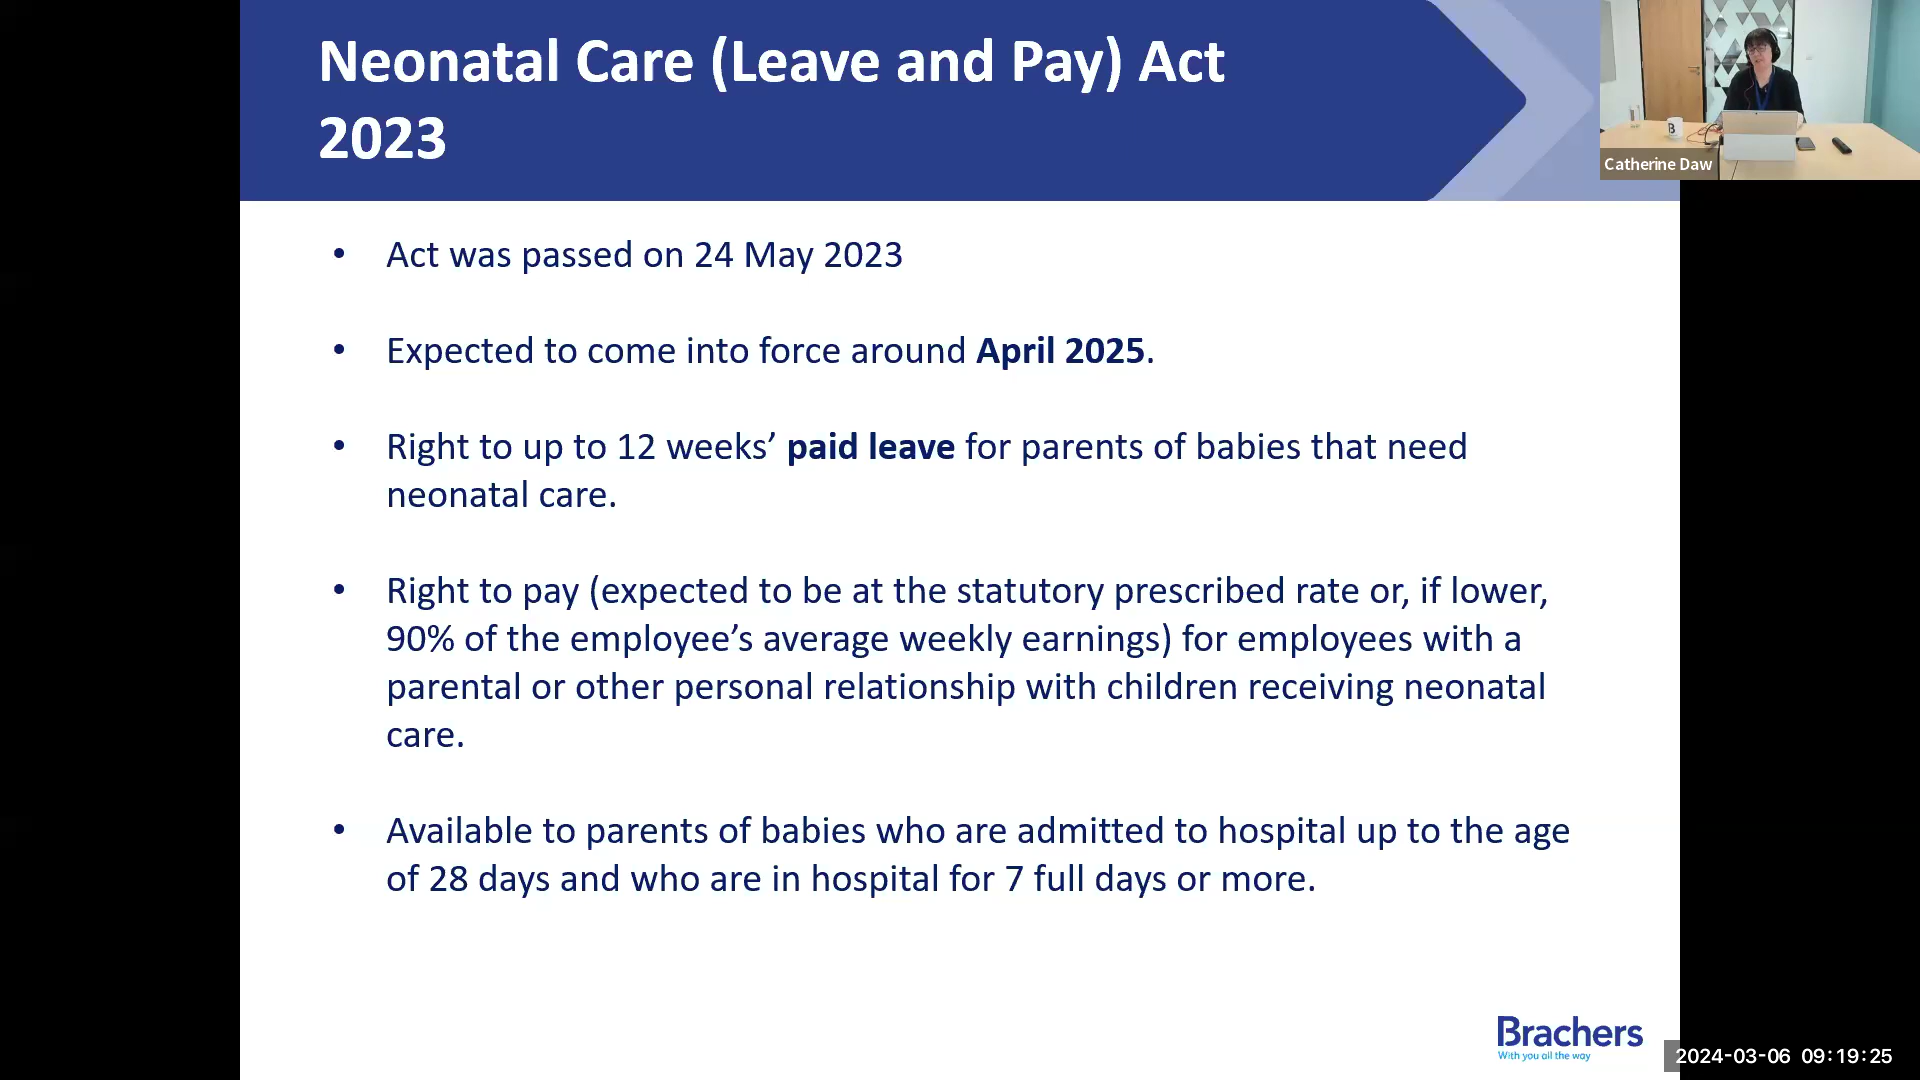 Neonatal Care (Leave and Pay) Act
2023
Catherine Daw
• Act was passed on 24 May 2023
• Expected to come into force around April 2025.
• Right to up to 12 weeks’ paid leave for parents of babies that need
neonatal care.
• Right to pay (expected to be at the statutory prescribed rate or, if lower,
90% of the employee’s average weekly earnings) for employees with a
parental or other personal relationship with children receiving neonatal
care.
• Available to parents of babies who are admitted to hospital up to the age
of 28 days and who are in hospital for 7 full days or more.
Brachers
With you all the way
2024-03-06 09:19:25
B